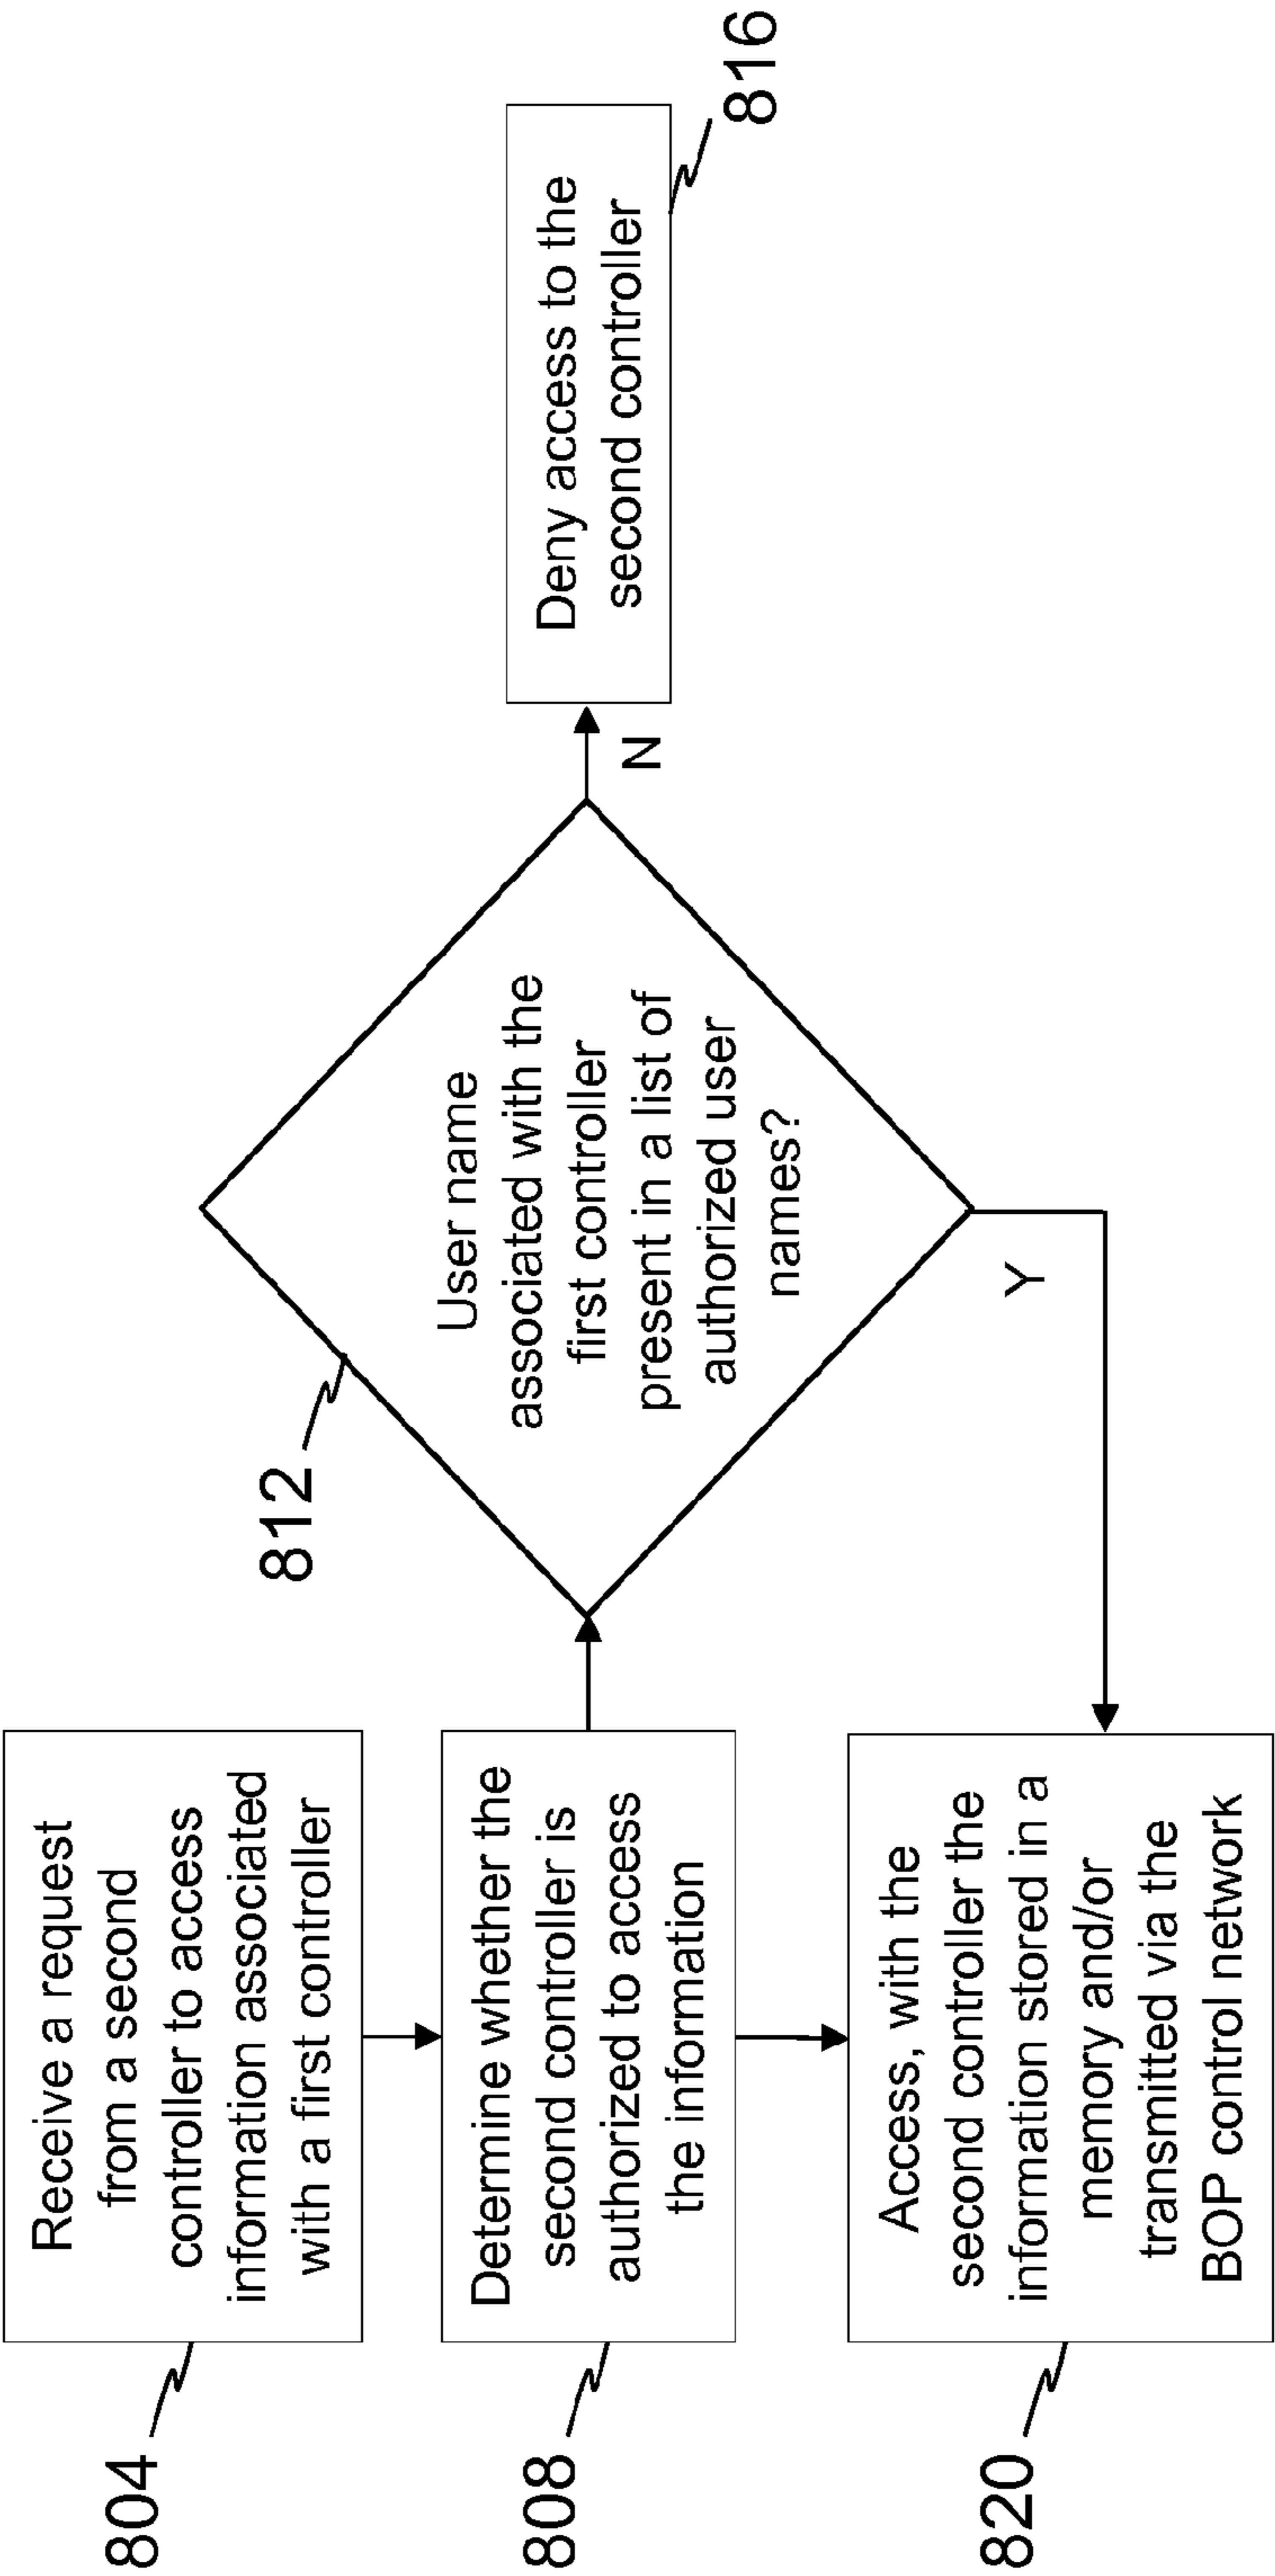 804
Receive a request
from a second
controller to access
information associated
with a first controller
808
Determine whether the
second controller is
authorized to access
the information
812
User name
associated with the
first controller
present in a list of
authorized user
names?
N
Deny access to the
second controller
816
Y
820
Access, with the
second controller the
information stored in a
memory and/or
transmitted via the
BOP control network